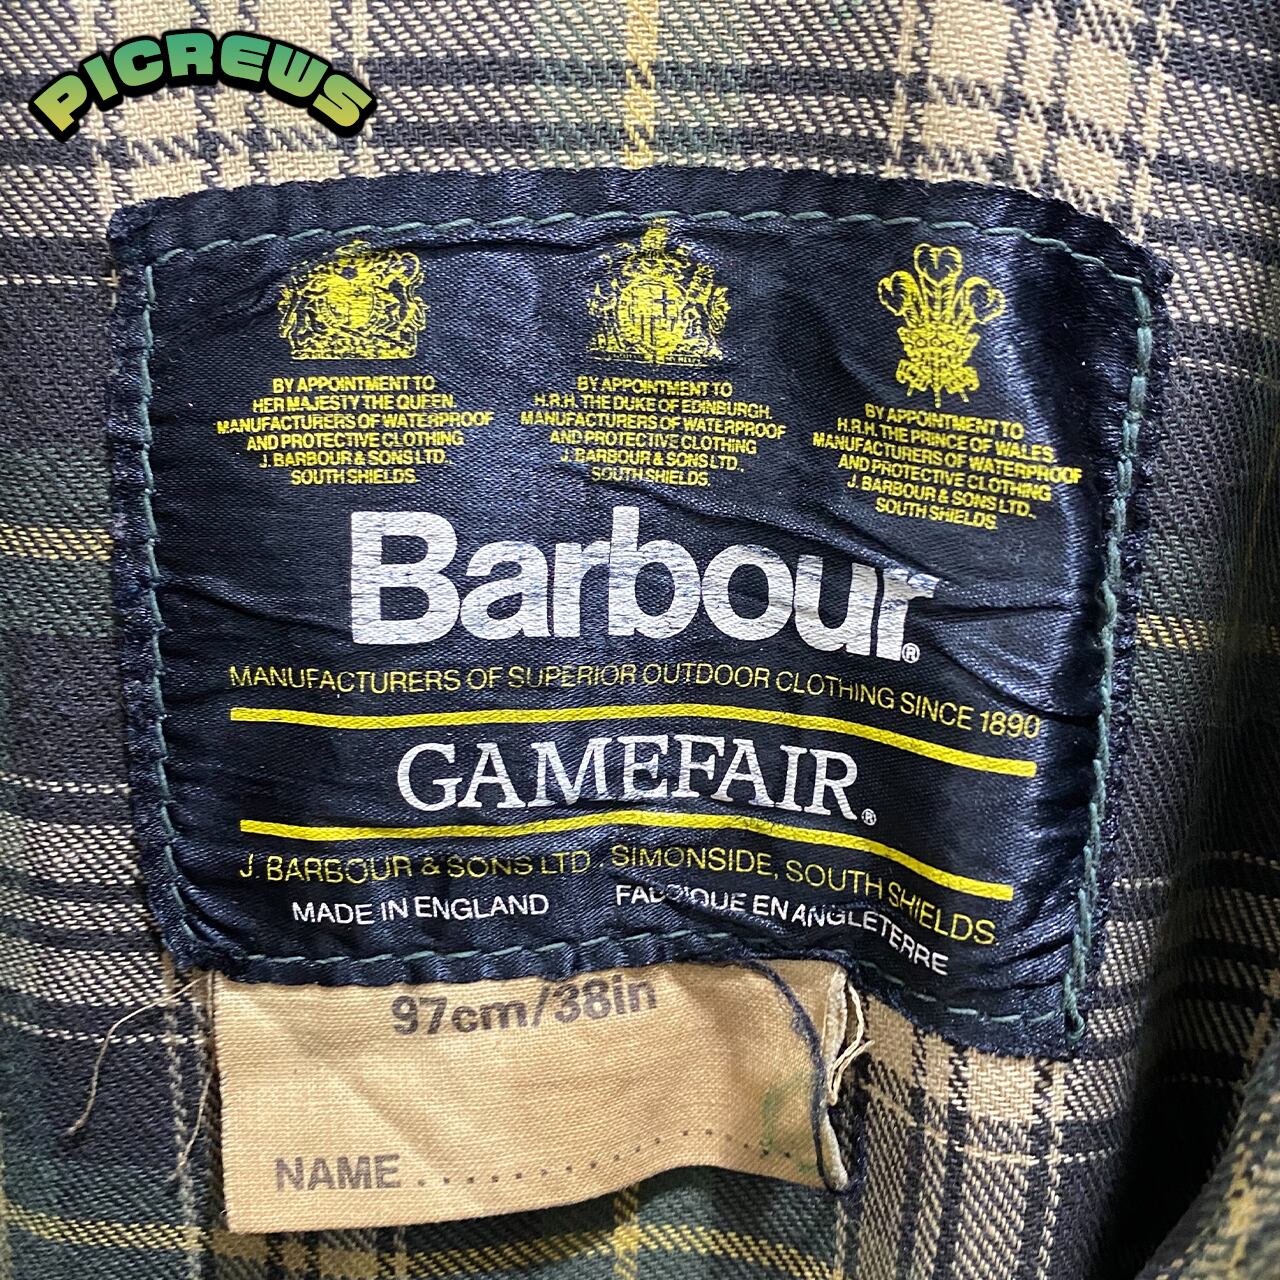 PICREWS
BY APPOINTMENT TO
HER MAJESTY THE QUEEN.
MANUFACTURERS OF WATERPROOF
AND PROTECTIVE CLOTHING
J. BARBOUR & SONS LTD.,
SOUTH SHIELDS.
BY APPOINTMENT TO
H.R.H. THE DUKE OF EDINBURGH.
MANUFACTURERS OF WATERPROOF
AND PROTECTIVE CLOTHING
J. BARBOUR & SONS LTD.,
SOUTH SHIELDS.
BY APPOINTMENT TO
H.R.H. THE PRINCE OF WALES.
MANUFACTURERS OF WATERPROOF
AND PROTECTIVE CLOTHING
J. BARBOUR & SONS LTD.,
SOUTH SHIELDS.
Barbour®
MANUFACTURERS OF SUPERIOR OUTDOOR CLOTHING SINCE 1890
GAMEFAIR®
J. BARBOUR & SONS LTD., SIMONSIDE, SOUTH SHIELDS.
MADE IN ENGLAND FABRIQUE EN ANGLETERRE
97cm/38in
NAME....................